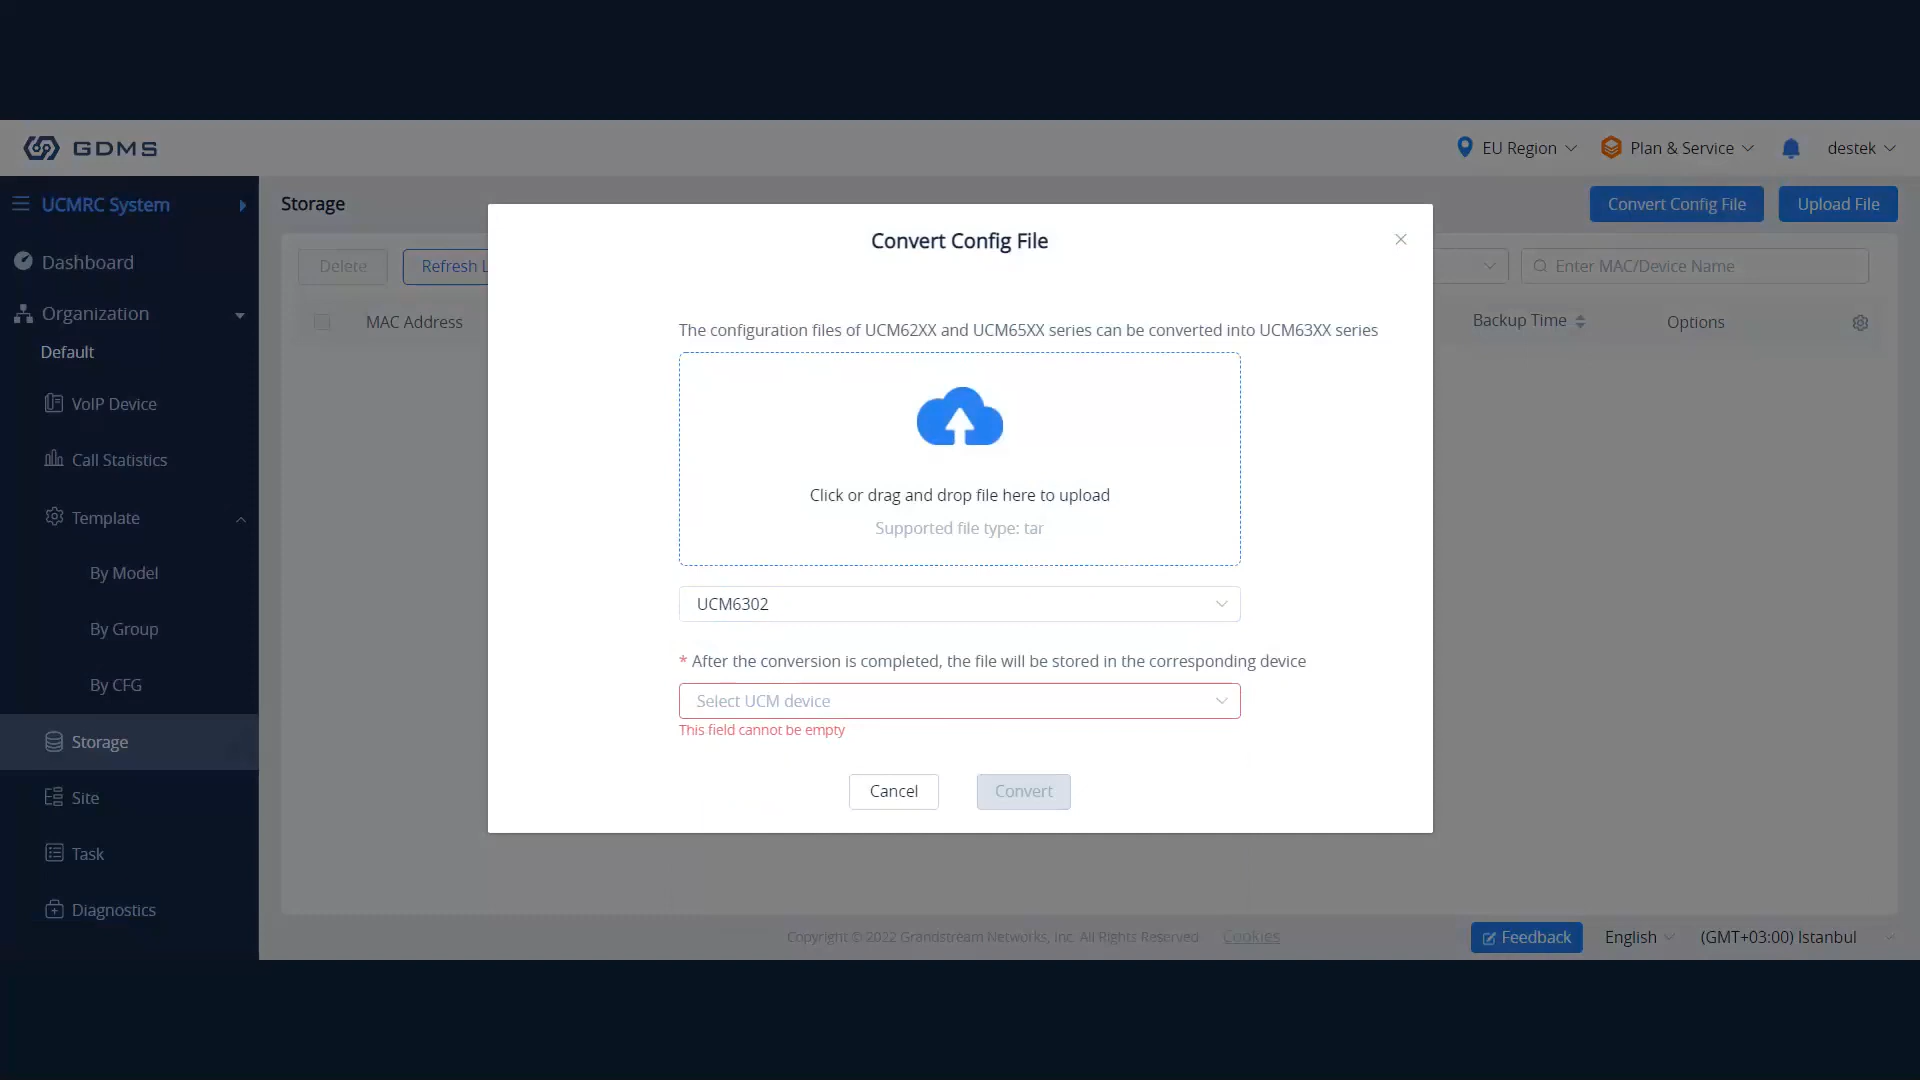 GDMS
EU Region
Plan & Service
destek
UCMRC System
Storage
Convert Config File
Upload File
Dashboard
Organization
Default
VoIP Device
Call Statistics
Template
By Model
By Group
By CFG
Storage
Site
Task
Diagnostics
Delete
Refresh
Enter MAC/Device Name
MAC Address
Backup Time
Options
Convert Config File
The configuration files of UCM62XX and UCM65XX series can be converted into UCM63XX series
Click or drag and drop file here to upload
Supported file type: tar
UCM6302
* After the conversion is completed, the file will be stored in the corresponding device
Select UCM device
This field cannot be empty
Cancel
Convert
Copyright © 2022 Grandstream Networks, Inc. All Rights Reserved
Cookies
Feedback
English
(GMT+03:00) Istanbul